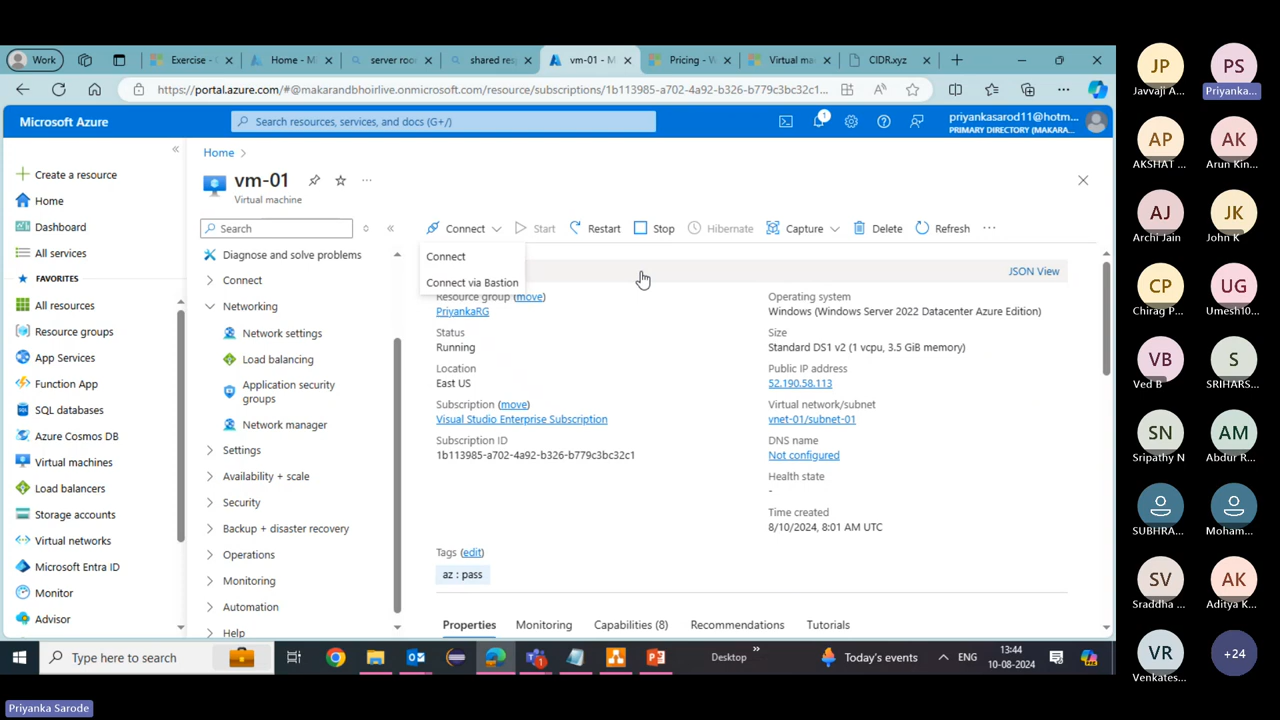 Work
Exercise -
Home - Mi
server roo
shared res
vm-01 - M
Pricing - W
Virtual ma
CIDR.xyz
https://portal.azure.com/#@makarandbhoirlive.onmicrosoft.com/resource/subscriptions/1b113985-a702-4a92-b326-b779c3bc32c1...
Microsoft Azure
Search resources, services, and docs (G+/)
1
priyankasarod11@hotm...
PRIMARY DIRECTORY (MAKARA...
Create a resource
Home
Dashboard
All services
FAVORITES
All resources
Resource groups
App Services
Function App
SQL databases
Azure Cosmos DB
Virtual machines
Load balancers
Storage accounts
Virtual networks
Microsoft Entra ID
Monitor
Advisor
Home
vm-01
Virtual machine
Search
Diagnose and solve problems
Connect
Networking
Network settings
Load balancing
Application security
groups
Network manager
Settings
Availability + scale
Security
Backup + disaster recovery
Operations
Monitoring
Automation
Help
Connect
Start
Restart
Stop
Hibernate
Capture
Delete
Refresh
Connect
Connect via Bastion
JSON View
Resource group (move)
PriyankaRG
Status
Running
Location
East US
Subscription (move)
Visual Studio Enterprise Subscription
Subscription ID
1b113985-a702-4a92-b326-b779c3bc32c1
Operating system
Windows (Windows Server 2022 Datacenter Azure Edition)
Size
Standard DS1 v2 (1 vcpu, 3.5 GiB memory)
Public IP address
52.190.58.113
Virtual network/subnet
vnet-01/subnet-01
DNS name
Not configured
Health state
-
Time created
8/10/2024, 8:01 AM UTC
Tags (edit)
az : pass
Properties
Monitoring
Capabilities (8)
Recommendations
Tutorials
Type here to search
Desktop
Today's events
ENG
13:44
10-08-2024
Priyanka Sarode
JP
Javvaji A...
PS
Priyanka...
AP
AKSHAT ...
AK
Arun Kin...
AJ
Archi Jain
JK
John K
CP
Chirag P...
UG
Umesh10...
VB
Ved B
S
SRIHARS...
SN
Sripathy N
AM
Abdur R...
SUBHRA...
Moham...
SV
Sraddha ...
AK
Aditya K...
VR
Venkates...
+24